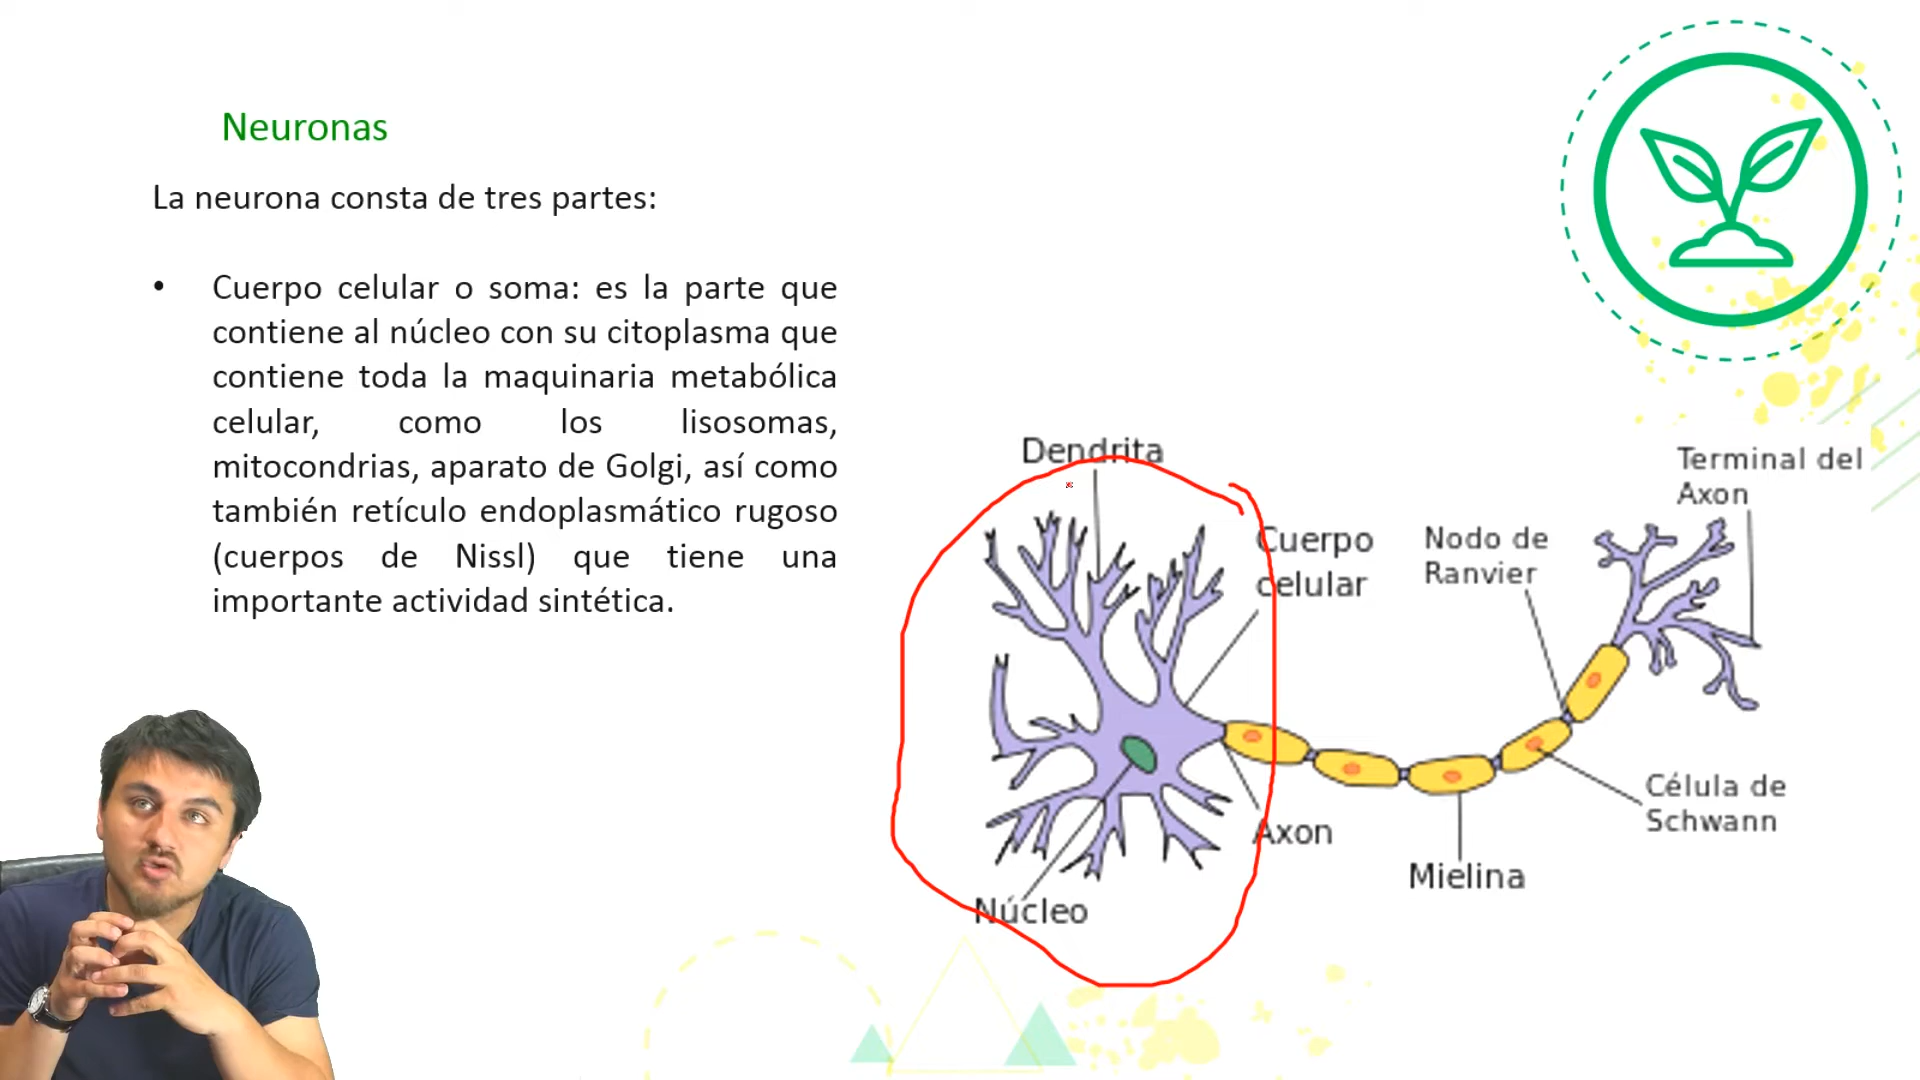 Neuronas
La neurona consta de tres partes:
• Cuerpo celular o soma: es la parte que
contiene al núcleo con su citoplasma que
contiene toda la maquinaria metabólica
celular, como los lisosomas,
mitocondrias, aparato de Golgi, así como
también retículo endoplasmático rugoso
(cuerpos de Nissl) que tiene una
importante actividad sintética.
Dendrita
Cuerpo
celular
Nodo de
Ranvier
Terminal del
Axon
Célula de
Schwann
Axon
Mielina
Núcleo